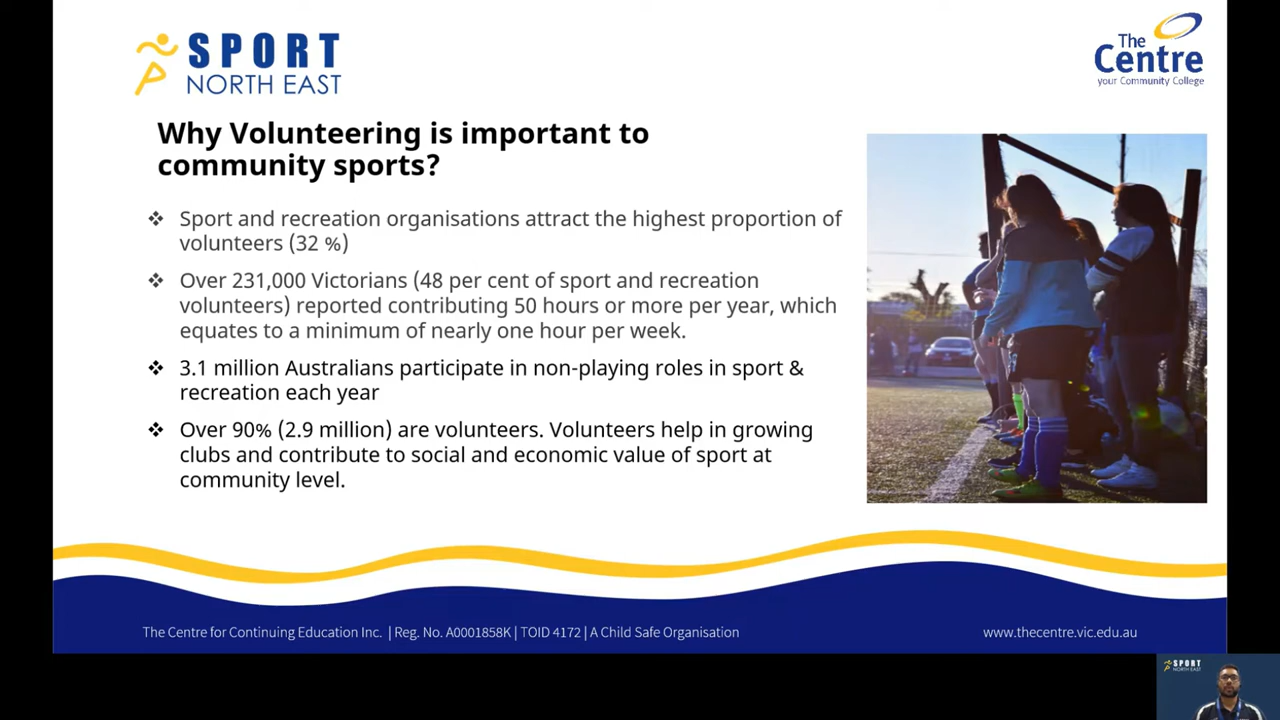 SPORT
NORTH EAST
The
Centre
your Community College
Why Volunteering is important to
community sports?
❖ Sport and recreation organisations attract the highest proportion of
volunteers (32 %)
❖ Over 231,000 Victorians (48 per cent of sport and recreation
volunteers) reported contributing 50 hours or more per year, which
equates to a minimum of nearly one hour per week.
❖ 3.1 million Australians participate in non-playing roles in sport &
recreation each year
❖ Over 90% (2.9 million) are volunteers. Volunteers help in growing
clubs and contribute to social and economic value of sport at
community level.
The Centre for Continuing Education Inc. | Reg. No. A0001858K | TOID 4172 | A Child Safe Organisation
www.thecentre.vic.edu.au
SPORT
NORTH EAST